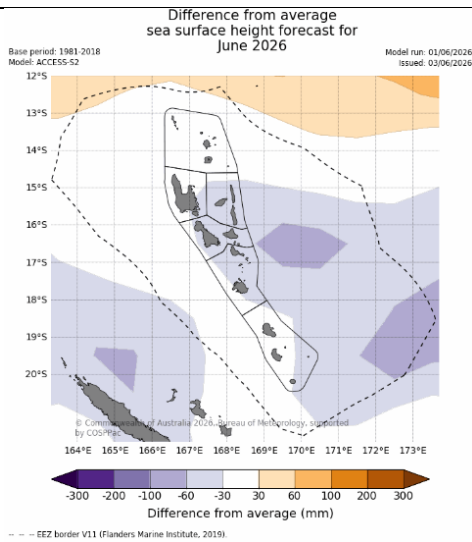 Difference from average
sea surface height forecast for
June 2026
Base period: 1981-2018
Model: ACCESS-S2
Model run: 01/06/2026
Issued: 03/06/2026
12°S
13°S
14°S
15°S
16°S
17°S
18°S
19°S
20°S
© Commonwealth of Australia 2026, Bureau of Meteorology, supported
by COSPPac
164°E 165°E 166°E 167°E 168°E 169°E 170°E 171°E 172°E 173°E
-300 -200 -100 -60 -30 30 60 100 200 300
Difference from average (mm)
EEZ border V11 (Flanders Marine Institute, 2019).